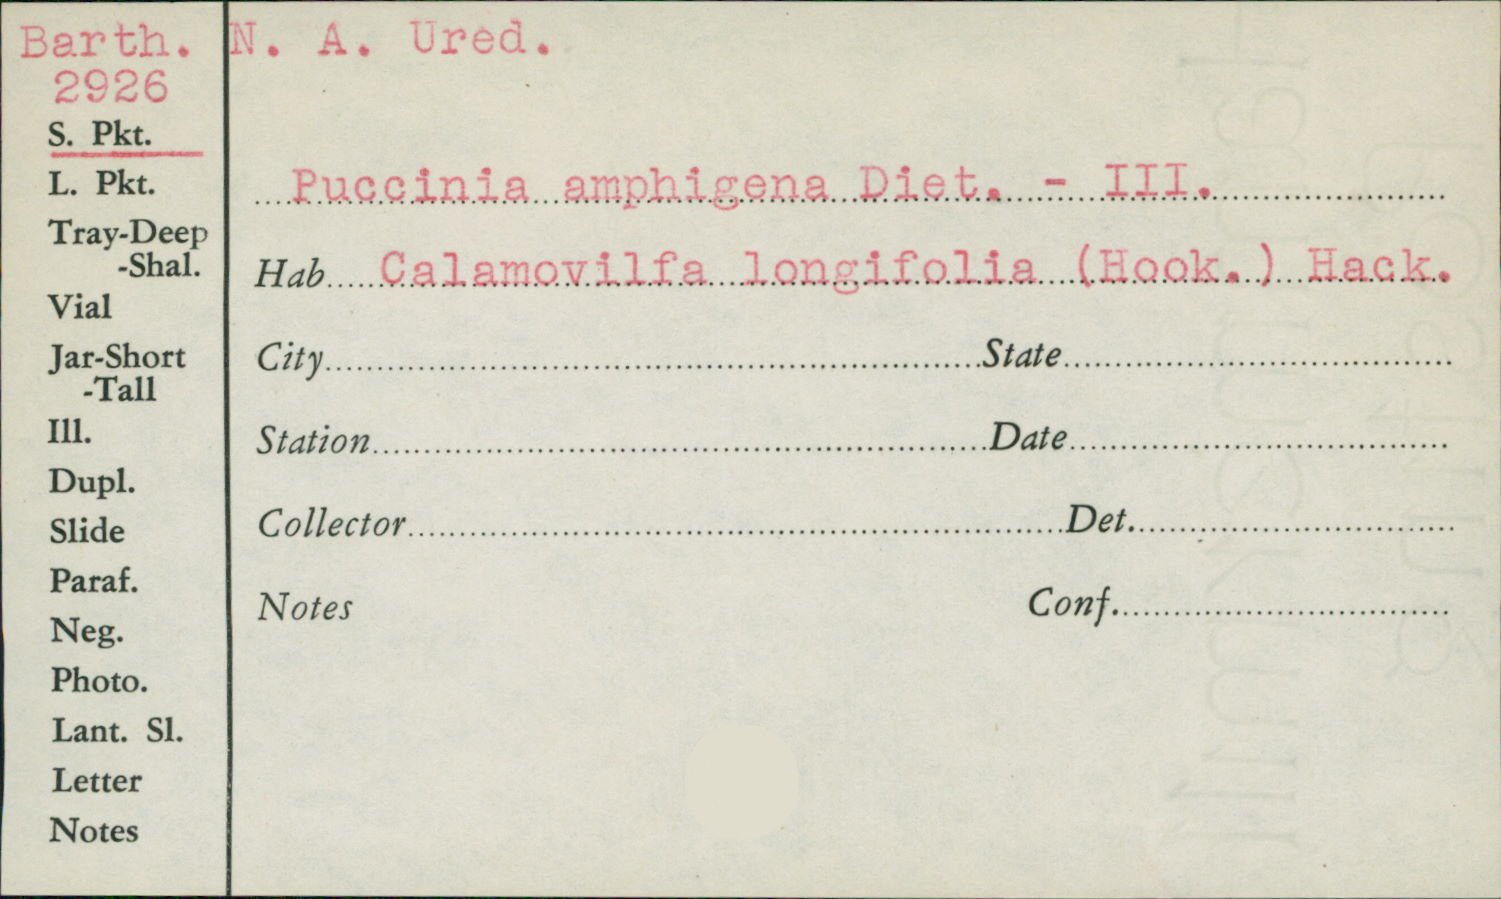 Barth. N. A. Ured.
2926
S. Pkt.
L. Pkt.
Tray-Deep
-Shal.
Vial
Jar-Short
-Tall
Ill.
Dupl.
Slide
Paraf.
Neg.
Photo.
Lant. Sl.
Letter
Notes
Puccinia amphigena Diet. - III.
Hab Calamovilfa longifolia (Hook.) Hack.
City State
Station Date
Collector Det.
Notes Conf.